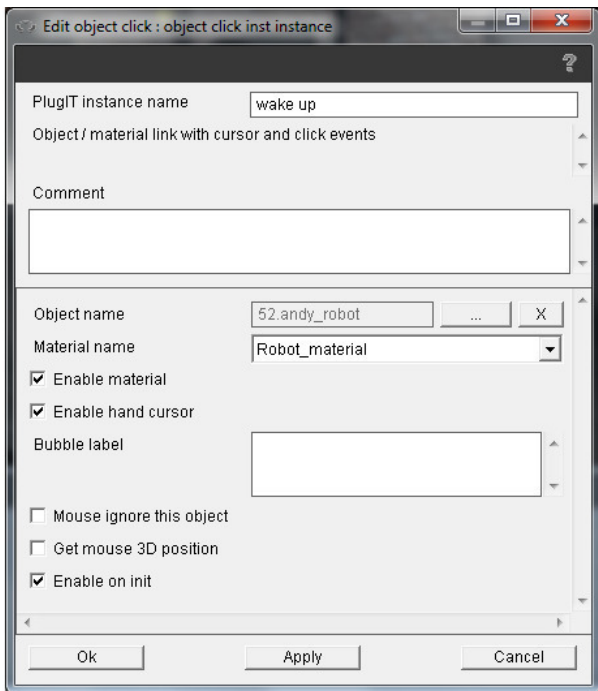 Edit object click : object click inst instance
?
PlugIT instance name wake up
Object / material link with cursor and click events
Comment
Object name 52.andy_robot ... X
Material name Robot_material
Enable material
Enable hand cursor
Bubble label
Mouse ignore this object
Get mouse 3D position
Enable on init
Ok Apply Cancel